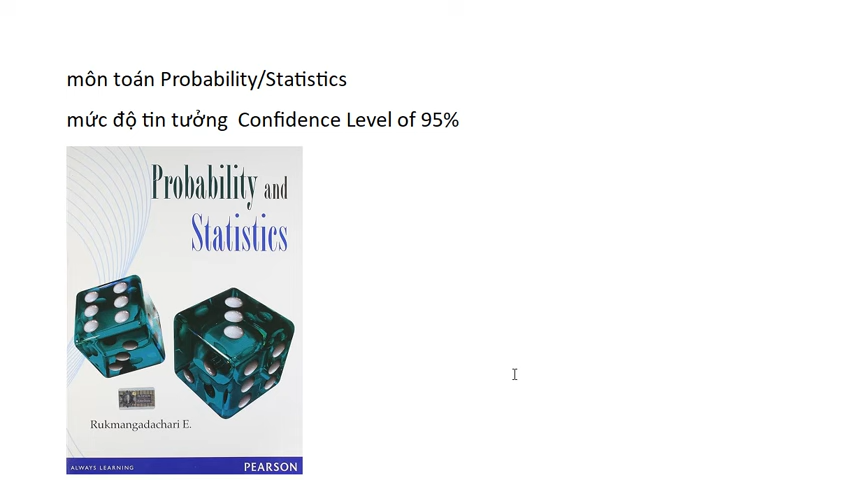 môn toán Probability/Statistics
mức độ tin tưởng  Confidence Level of 95%
Probability and
Statistics
Rukmangadachari E.
ALWAYS LEARNING
PEARSON